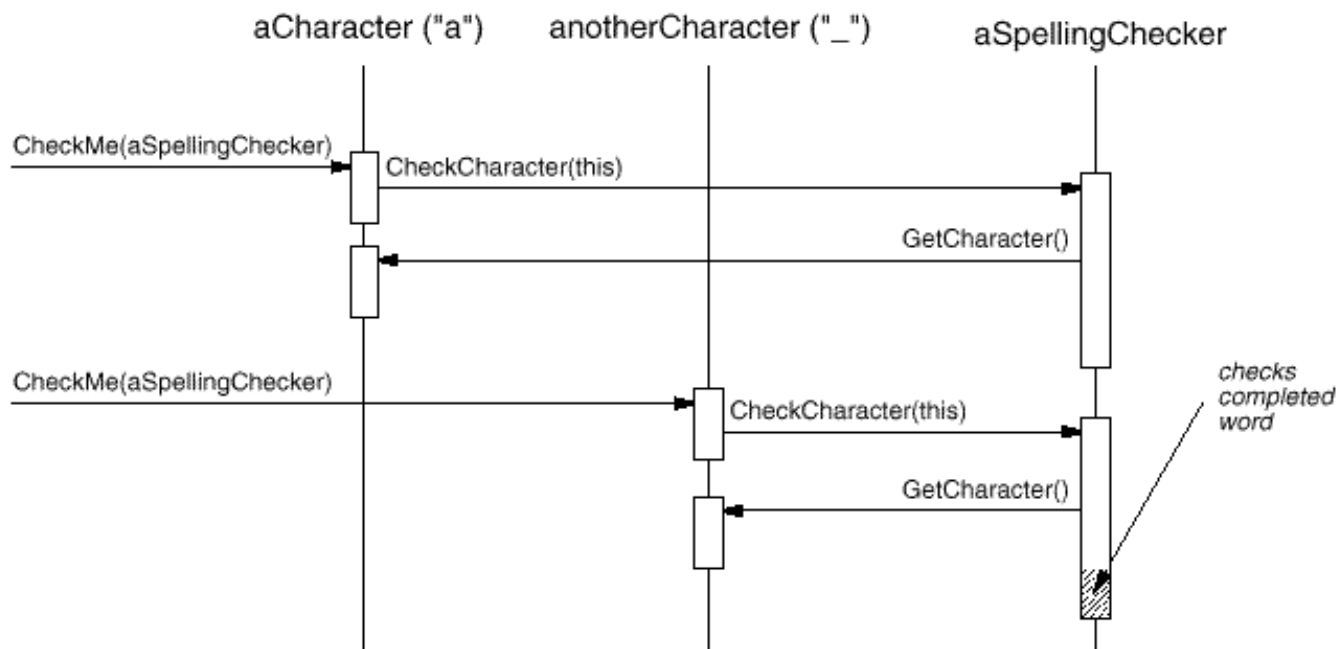 aCharacter ("a") anotherCharacter ("_") aSpellingChecker
CheckMe(aSpellingChecker)
CheckCharacter(this)
GetCharacter()
CheckMe(aSpellingChecker)
CheckCharacter(this)
checks
completed
word
GetCharacter()